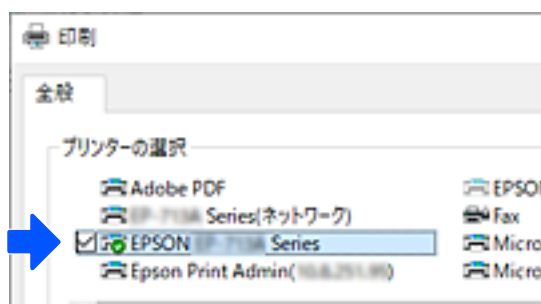 印刷
全般
プリンターの選択
Adobe PDF
Series(ネットワーク)
EPSON Series
Epson Print Admin( )
EPSON
Fax
Micro
Micro